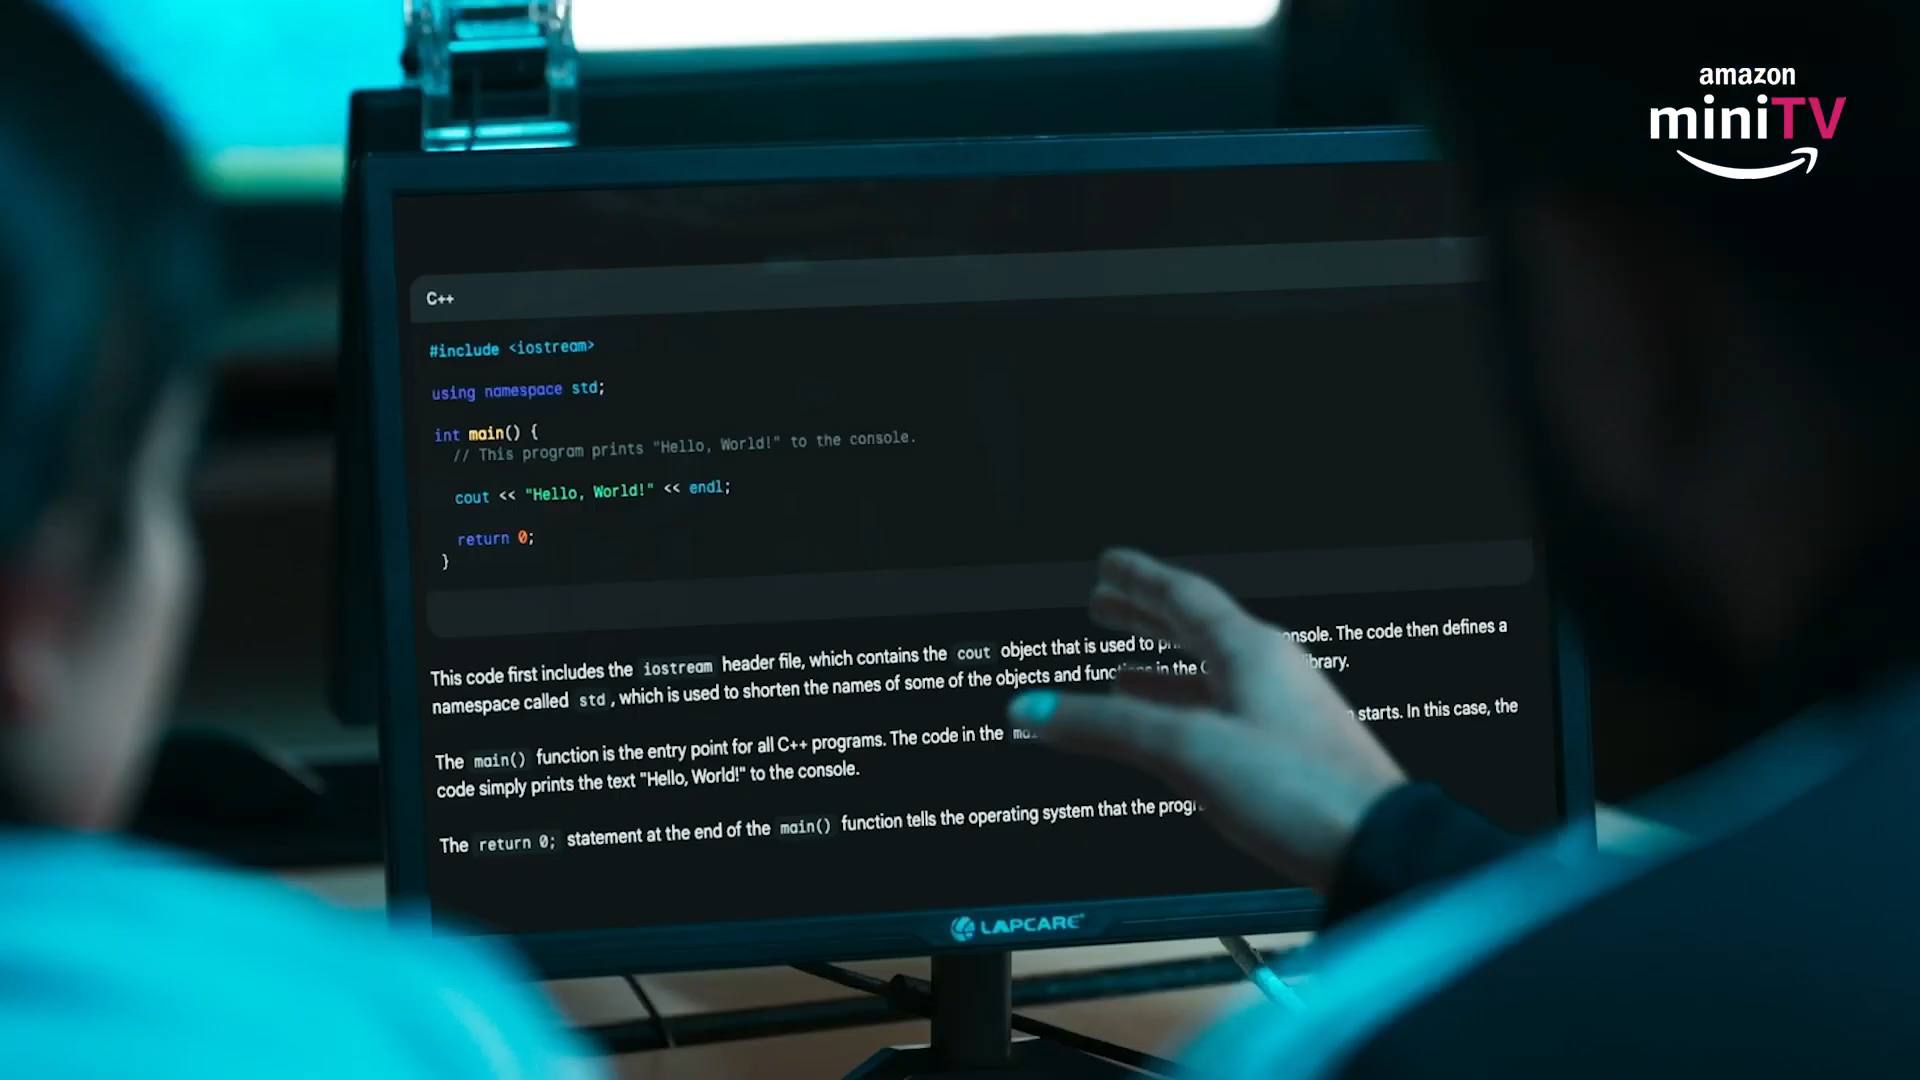 amazon
miniTV
C++
#include <iostream>
using namespace std;
int main() {
// This program prints "Hello, World!" to the console.
cout << "Hello, World!" << endl;
return 0;
}
This code first includes the iostream header file, which contains the cout object that is used to console. The code then defines a
namespace called std, which is used to shorten the names of some of the objects and functions in the library.
The main() function is the entry point for all C++ programs. The code in the starts. In this case, the
code simply prints the text "Hello, World!" to the console.
The return 0; statement at the end of the main() function tells the operating system that the
LAPCARE